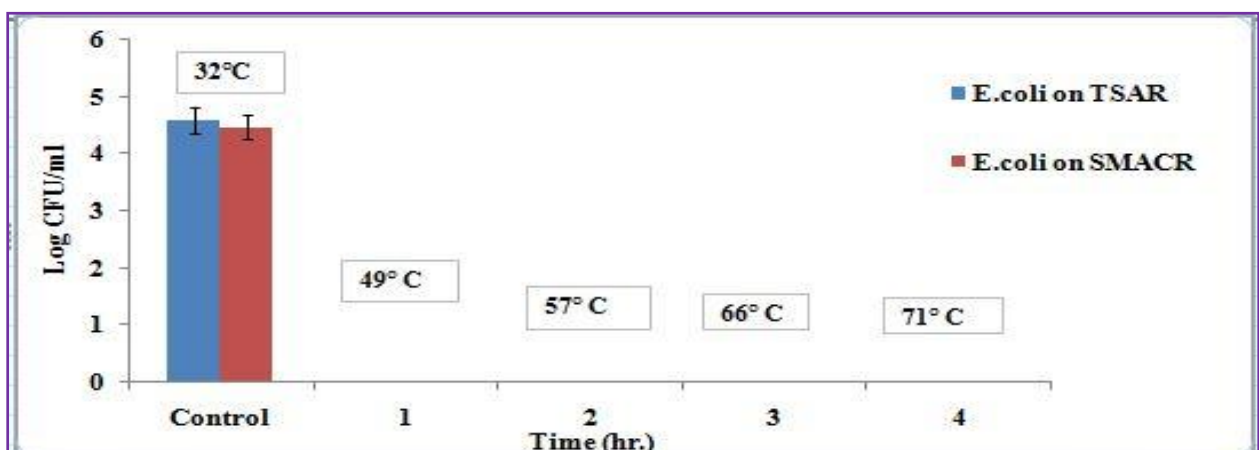 6
5
4
3
2
1
0
Log CFU/ml
32°C
49° C
57° C
66° C
71° C
Control 1 2 3 4
Time (hr.)
E.coli on TSAR
E.coli on SMACR